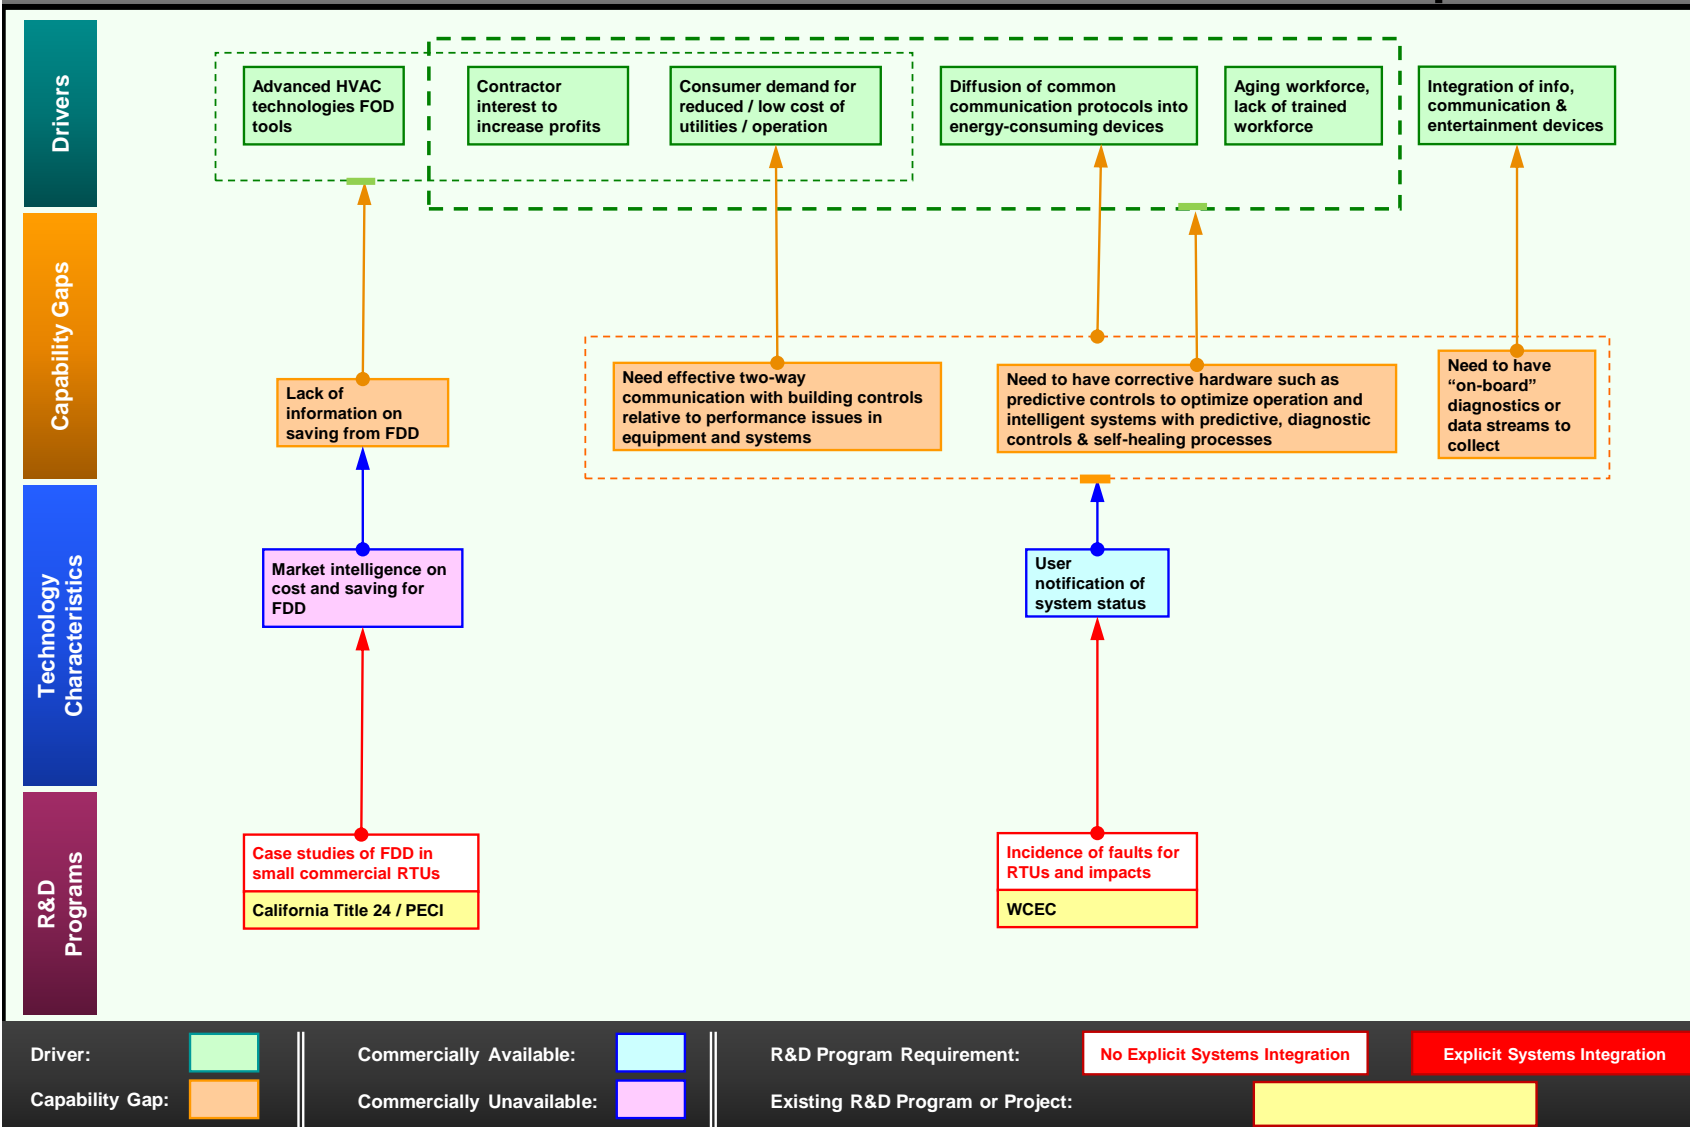 Drivers
Advanced HVAC
technologies FOD
tools
Contractor
interest to
increase profits
Consumer demand for
reduced / low cost of
utilities / operation
Diffusion of common
communication protocols into
energy-consuming devices
Aging workforce,
lack of trained
workforce
Integration of info,
communication &
entertainment devices
Capability Gaps
Lack of
information on
saving from FDD
Need effective two-way
communication with building controls
relative to performance issues in
equipment and systems
Need to have corrective hardware such as
predictive controls to optimize operation and
intelligent systems with predictive, diagnostic
controls & self-healing processes
Need to have
“on-board”
diagnostics or
data streams to
collect
Technology
Characteristics
Market intelligence on
cost and saving for
FDD
User
notification of
system status
R&D
Programs
Case studies of FDD in
small commercial RTUs
California Title 24 / PECI
Incidence of faults for
RTUs and impacts
WCEC
Driver:
Capability Gap:
Commercially Available:
Commercially Unavailable:
R&D Program Requirement:
No Explicit Systems Integration
Explicit Systems Integration
Existing R&D Program or Project: